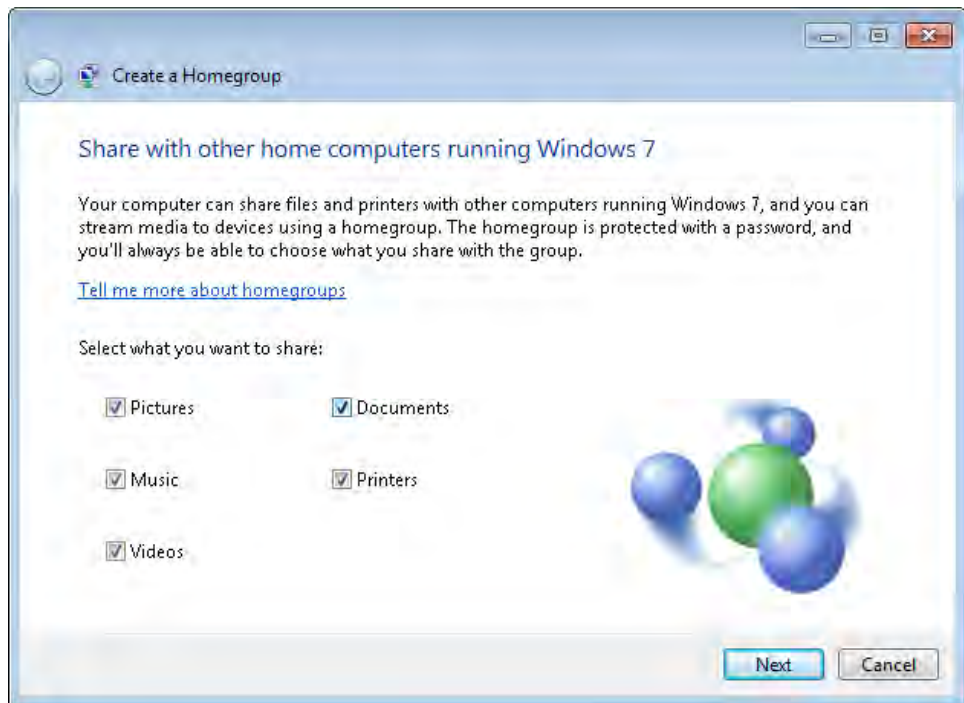 Create a Homegroup
Share with other home computers running Windows 7
Your computer can share files and printers with other computers running Windows 7, and you can
stream media to devices using a homegroup. The homegroup is protected with a password, and
you'll always be able to choose what you share with the group.
Tell me more about homegroups
Select what you want to share:
Pictures
Documents
Music
Printers
Videos
Next
Cancel